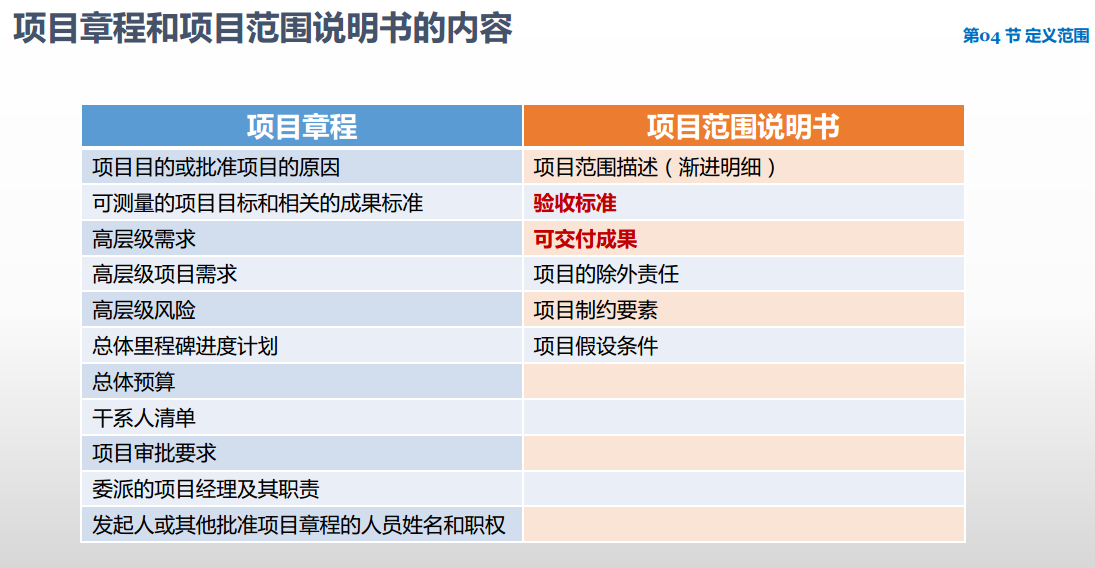 项目章程和项目范围说明书的内容
第04 节 定义范围
项目章程
项目范围说明书
项目目的或批准项目的原因
项目范围描述（渐进明细）
可测量的项目目标和相关的成果标准
验收标准
高层级需求
可交付成果
高层级项目需求
项目的除外责任
高层级风险
项目制约要素
总体里程碑进度计划
项目假设条件
总体预算
干系人清单
项目审批要求
委派的项目经理及其职责
发起人或其他批准项目章程的人员姓名和职权